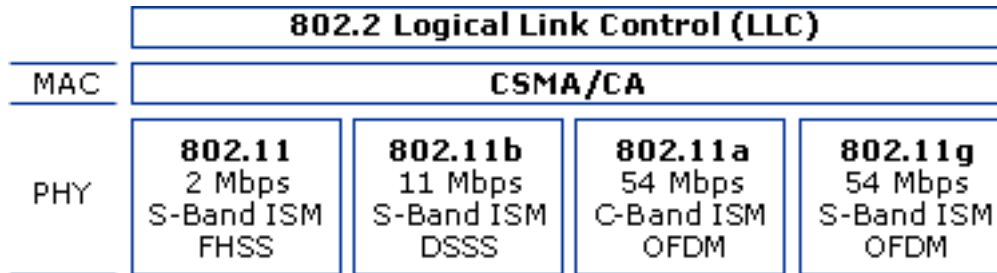 802.2 Logical Link Control (LLC)
MAC
CSMA/CA
PHY
802.11
2 Mbps
S-Band ISM
FHSS
802.11b
11 Mbps
S-Band ISM
DSSS
802.11a
54 Mbps
C-Band ISM
OFDM
802.11g
54 Mbps
S-Band ISM
OFDM